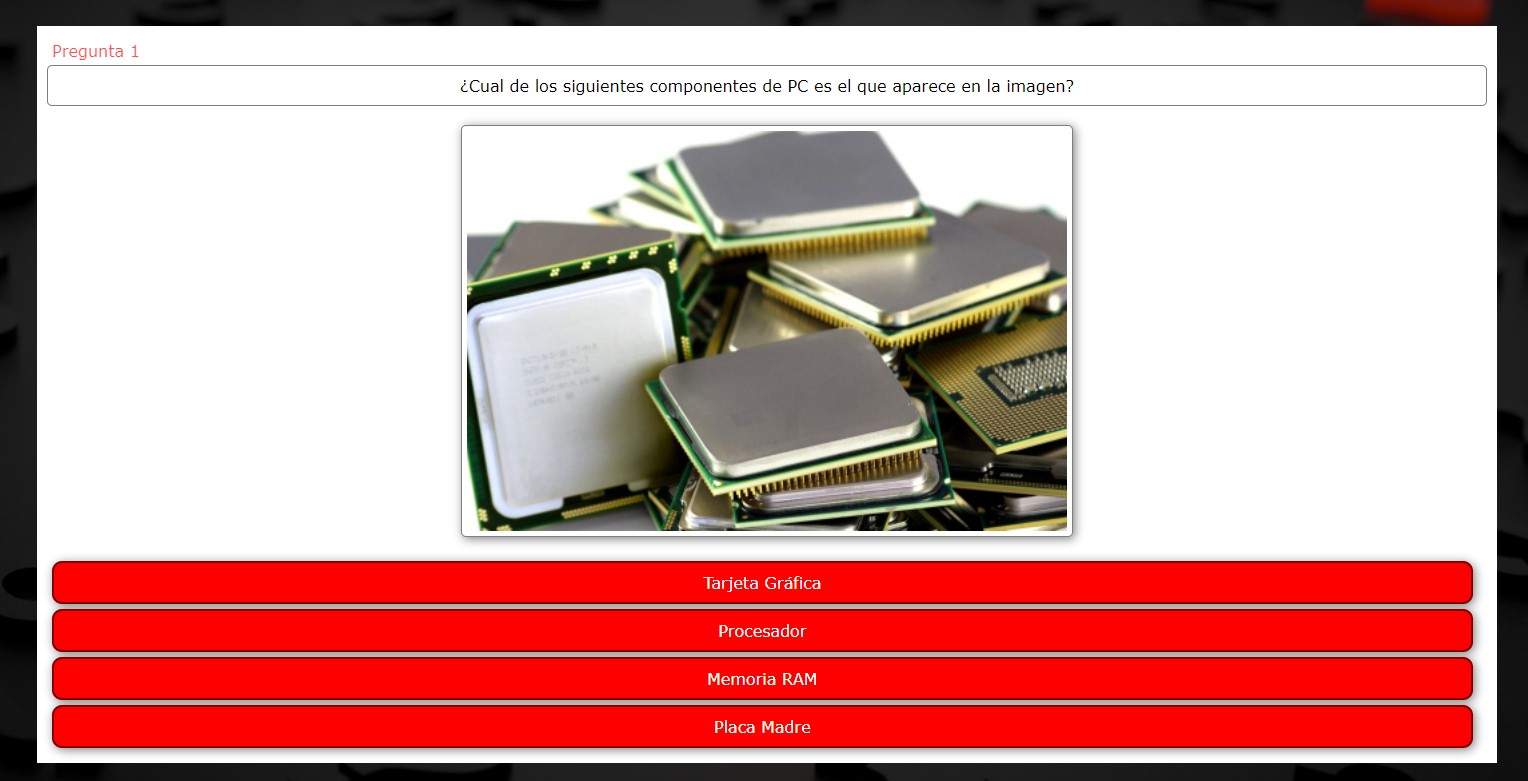 Pregunta 1
¿Cual de los siguientes componentes de PC es el que aparece en la imagen?
Tarjeta Gráfica
Procesador
Memoria RAM
Placa Madre